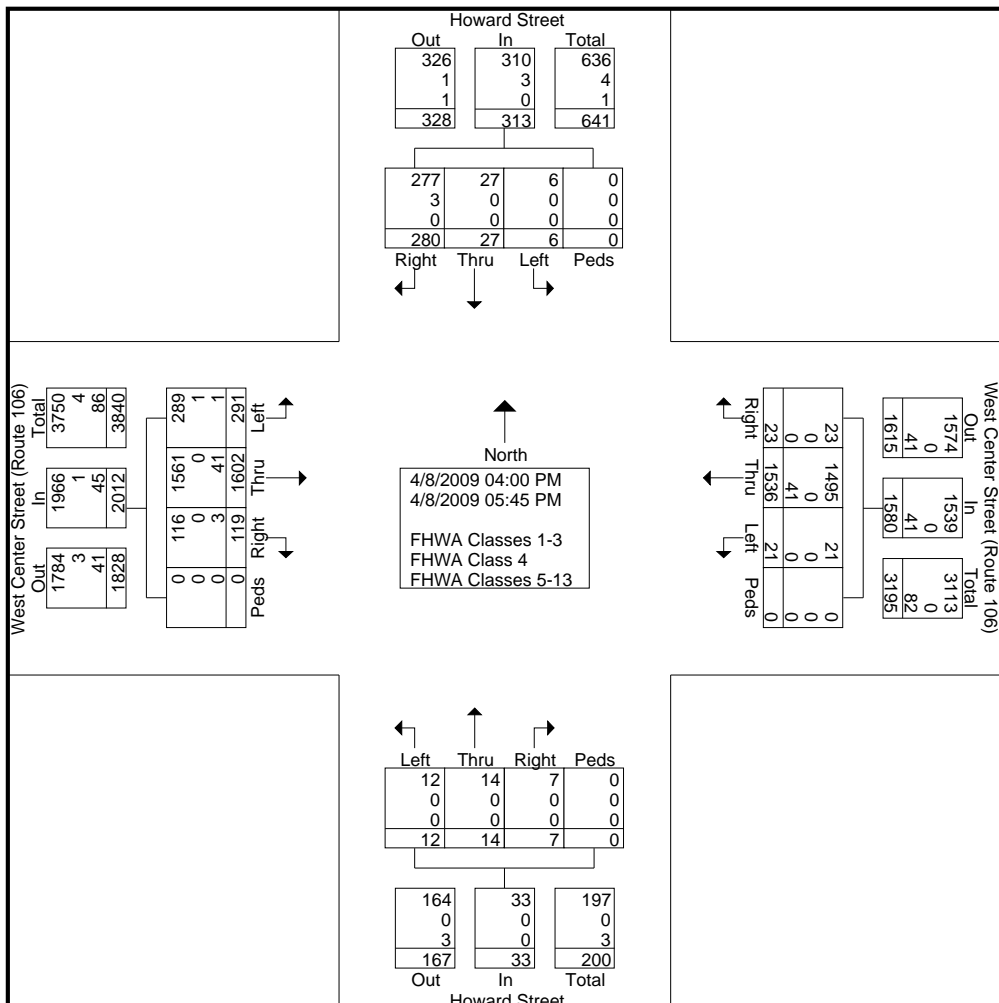 Howard Street
Out In Total
326 310 636
1 3 4
1 0 1
328 313 641
277 27 6 0
3 0 0 0
0 0 0 0
280 27 6 0
Right Thru Left Peds
West Center Street (Route 106)
Total
3750 4 86 3840
In
1966 1 45 2012
Out
1784 3 41 1828
289 1 1 291
Left
1561 0 41 1602
Thru
116 0 3 119
Right
0 0 0 0
Peds
North
4/8/2009 04:00 PM
4/8/2009 05:45 PM
FHWA Classes 1-3
FHWA Class 4
FHWA Classes 5-13
Right
23 0 0 23
Thru
1495 0 41 1536
Left
21 0 0 21
Peds
0 0 0 0
West Center Street (Route 106)
Out
1574 0 41 1615
In
1539 0 41 1580
Total
3113 0 82 3195
Left Thru Right Peds
12 14 7 0
0 0 0 0
0 0 0 0
12 14 7 0
164 33 197
0 0 0
3 0 3
167 33 200
Out In Total
Howard Street